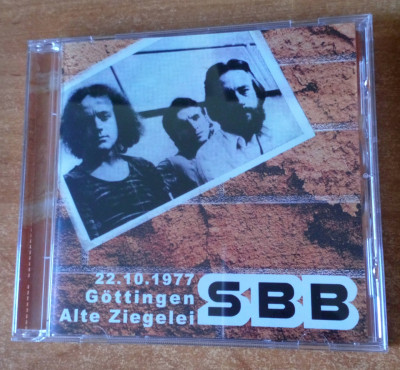 22.10.1977
Göttingen
Alte Ziegelei
SBB